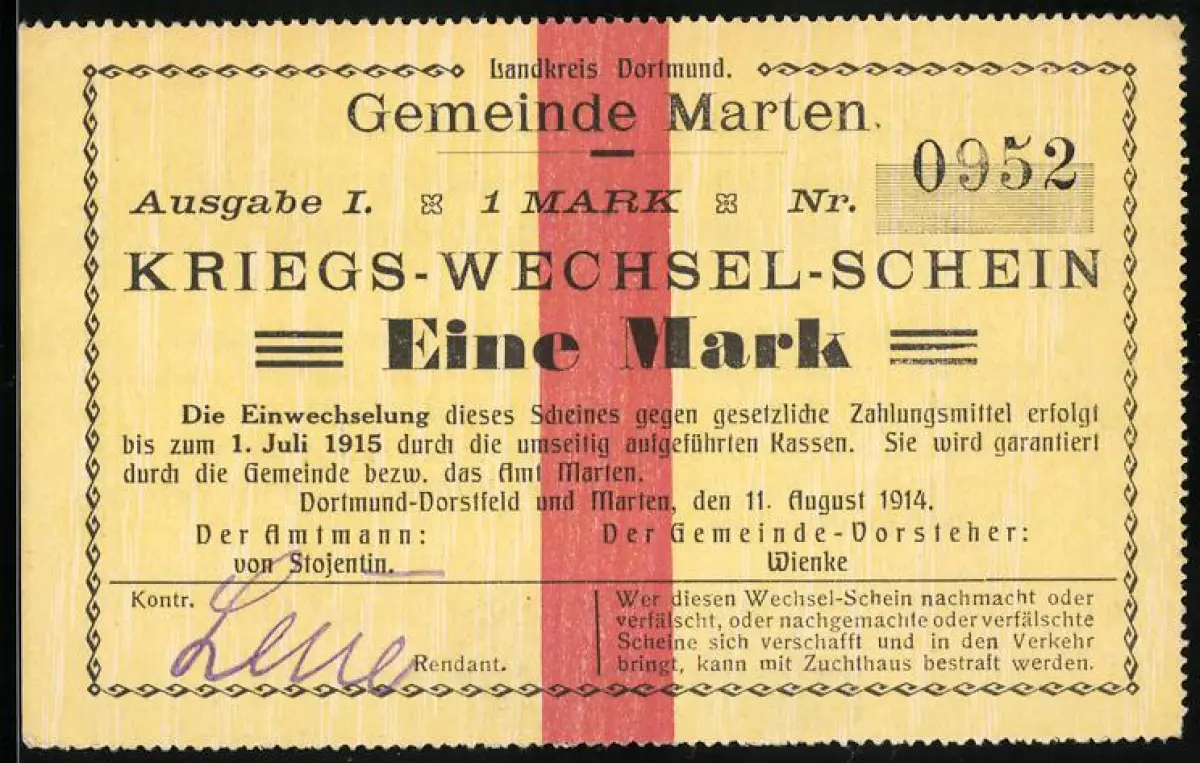 Landkreis Dortmund.
Gemeinde Marten.
Ausgabe I. 1 MARK Nr. 0952
KRIEGS-WECHSEL-SCHEIN
Eine Mark
Die Einwechselung dieses Scheines gegen gesetzliche Zahlungsmittel erfolgt
bis zum 1. Juli 1915 durch die umseitig aufgeführten Kassen. Sie wird garantiert
durch die Gemeinde bezw. das Amt Marten.
Dortmund-Dorstfeld und Marten, den 11. August 1914.
Der Amtmann: Der Gemeinde-Vorsteher:
von Stojentin. Wienke
Kontr.
Rendant.
Wer diesen Wechsel-Schein nachmacht oder
verfälscht, oder nachgemachte oder verfälschte
Scheine sich verschafft und in den Verkehr
bringt, kann mit Zuchthaus bestraft werden.